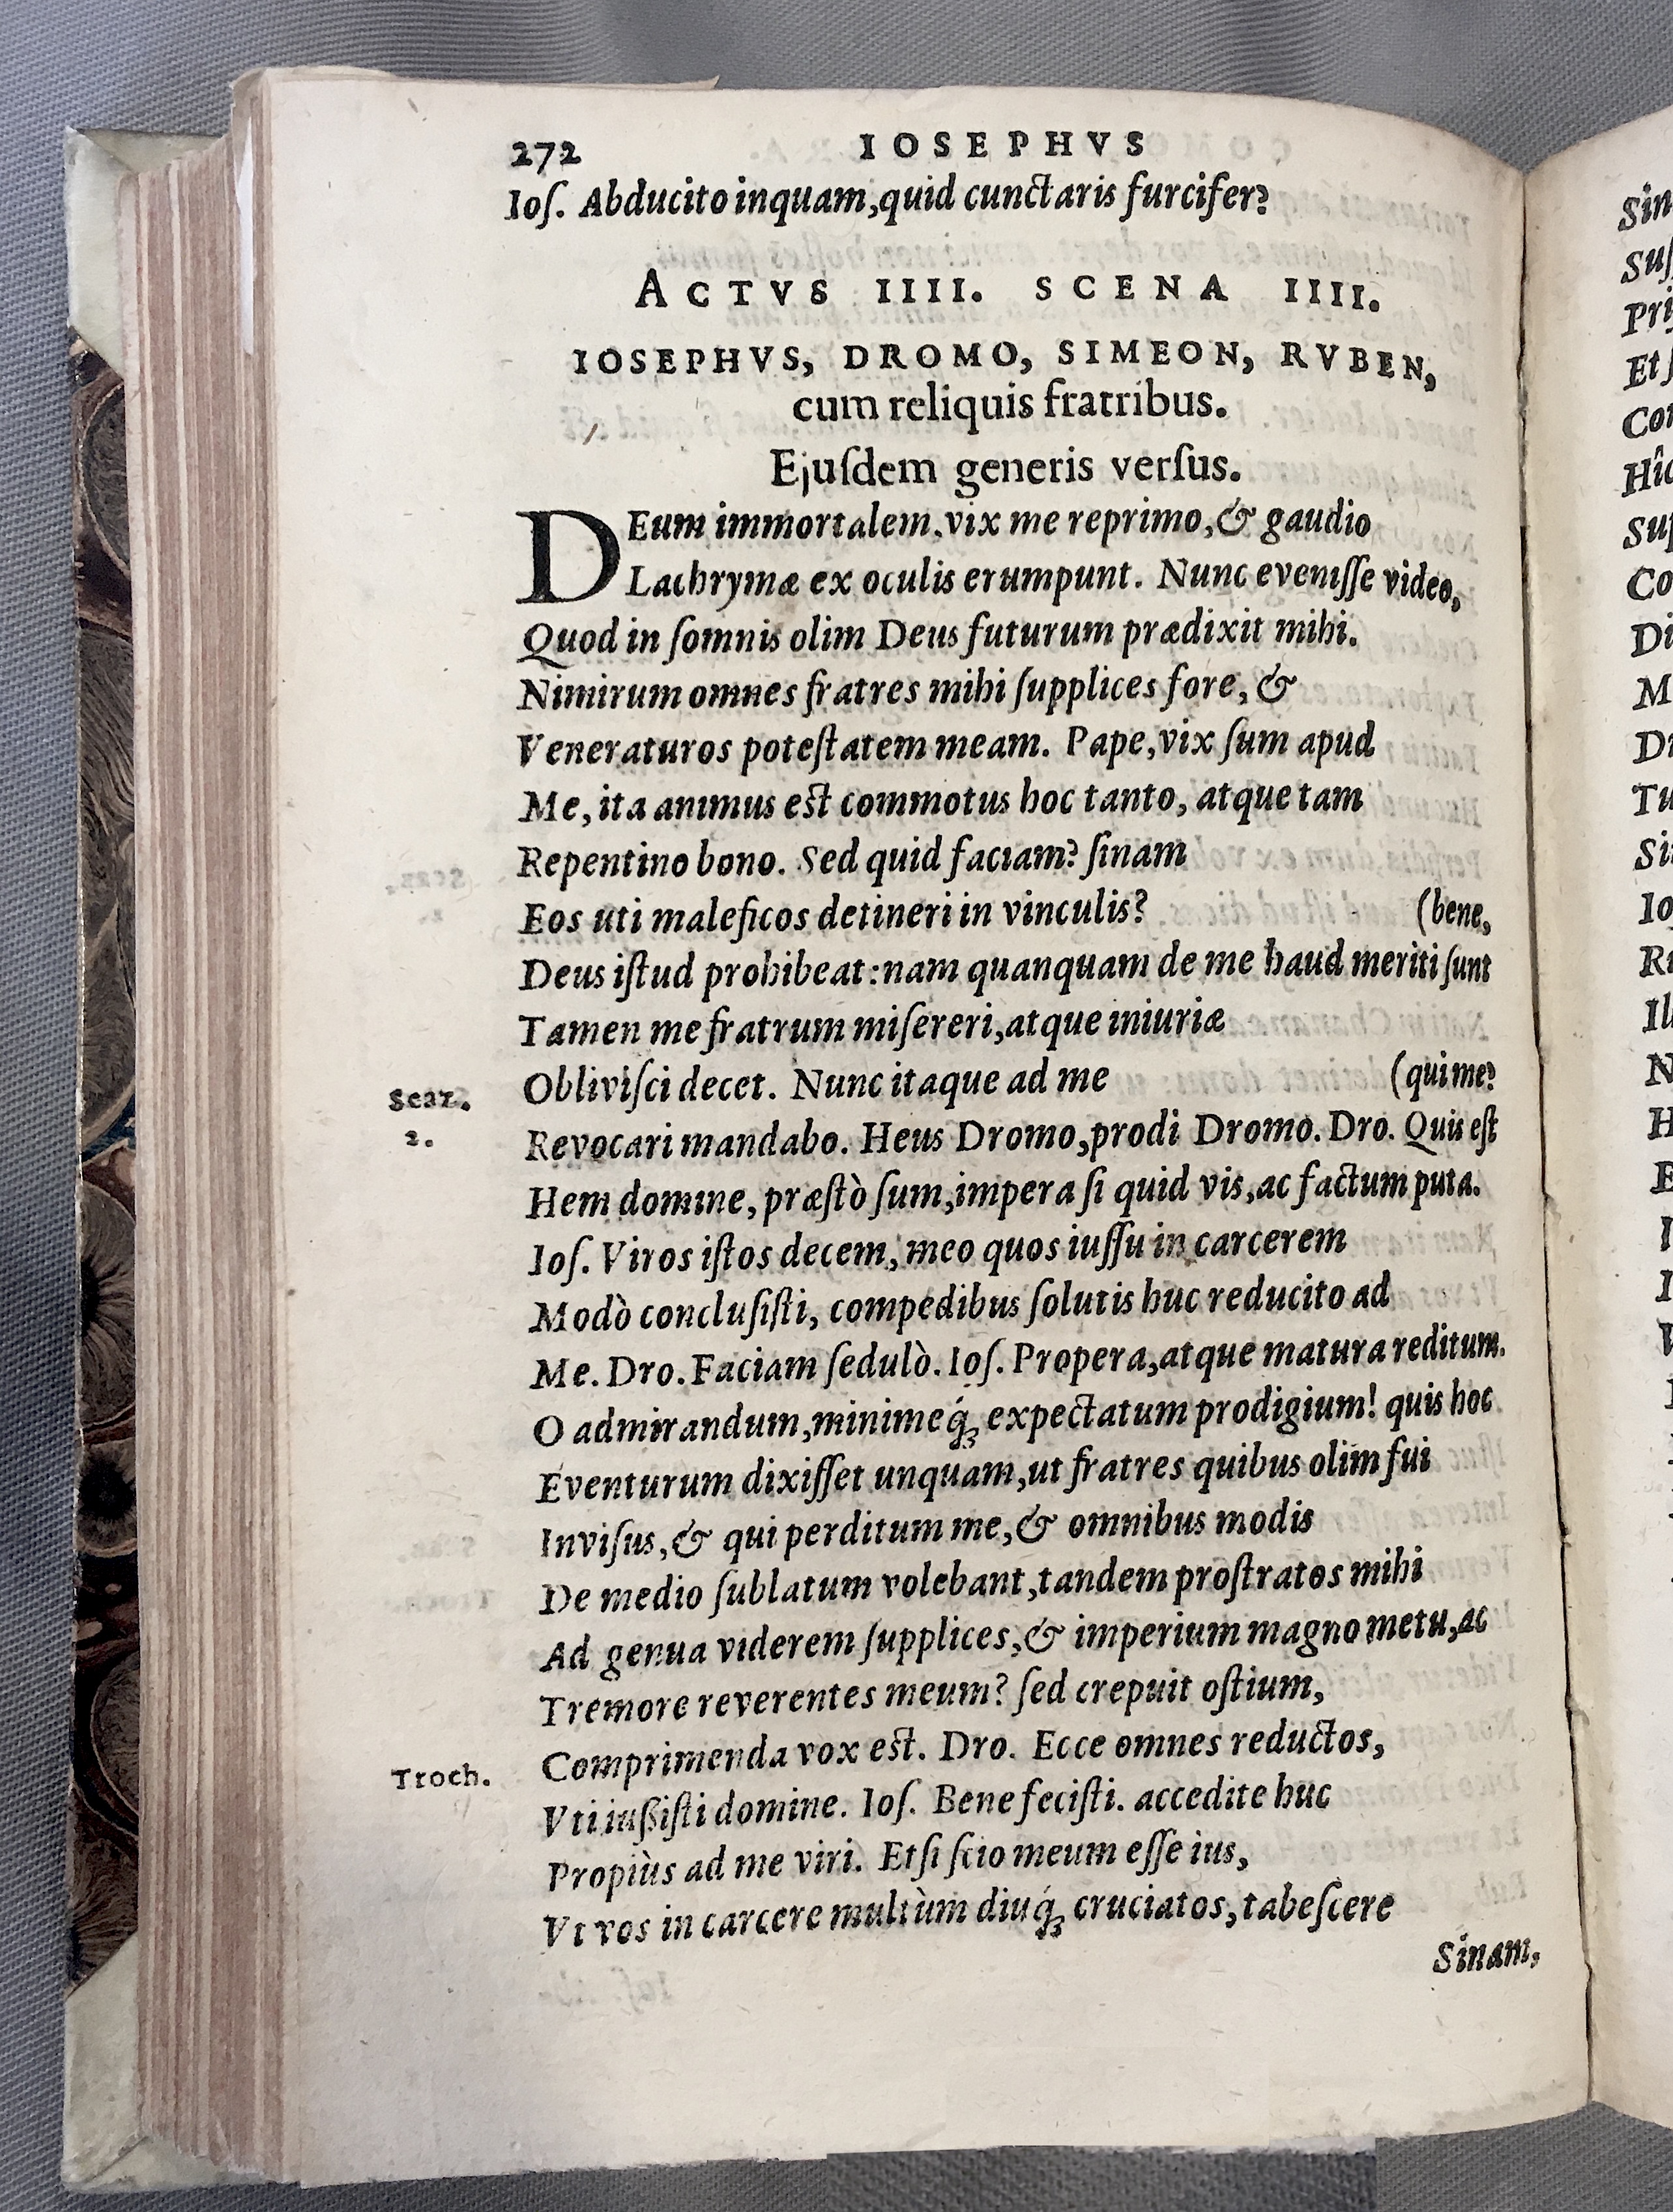 272 IOSEPHVS
Ioſ. Abducito inquam,quid cunctaris furcifer?
ACTVS IIII. SCENA IIII.
IOSEPHVS, DROMO, SIMEON, RVBEN,
cum reliquis fratribus.
Ejuſdem generis verſus.
DEum immortalem,vix me reprimo,& gaudio
Lachrymæ ex oculis erumpunt. Nunc eveniſſe video,
Quod in ſomnis olim Deus futurum prædixit mihi.
Nimirum omnes fratres mihi ſupplices fore, &
Veneraturos poteſtatem meam. Pape,vix ſum apud
Me, ita animus eſt commotus hoc tanto, atque tam
Repentino bono. Sed quid faciam? ſinam
Eos uti maleficos detineri in vinculis? (bene,
Deus iſtud prohibeat:nam quanquam de me haud meriti ſunt
Tamen me fratrum miſereri,atque iniuriæ
Obliviſci decet. Nunc itaque ad me (qui me?
Scaz. Revocari mandabo. Heus Dromo,prodi Dromo. Dro. Quis eſt
2.
Hem domine, præſtò ſum,impera ſi quid vis,ac factum puta.
Ioſ. Viros iſtos decem, meo quos iuſſu in carcerem
Modò concluſiſti, compedibus ſolutis huc reducito ad
Me. Dro. Faciam ſedulò. Ioſ. Propera,atque matura reditum.
O admirandum,minimeq́ꝫ expectatum prodigium! quis hoc
Eventurum dixiſſet unquam,ut fratres quibus olim fui
Inviſus,& qui perditum me,& omnibus modis
De medio ſublatum volebant,tandem proſtratos mihi
Ad genua viderem ſupplices,& imperium magno metu,ac
Tremore reverentes meum? ſed crepuit oſtium,
Troch. Comprimenda vox eſt. Dro. Ecce omnes reductos,
Vti iußiſti domine. Ioſ. Bene feciſti. accedite huc
Propiùs ad me viri. Etſi ſcio meum eſſe ius,
Vt vos in carcere multùm diuq́ꝫ cruciatos,tabeſcere
Sinam,